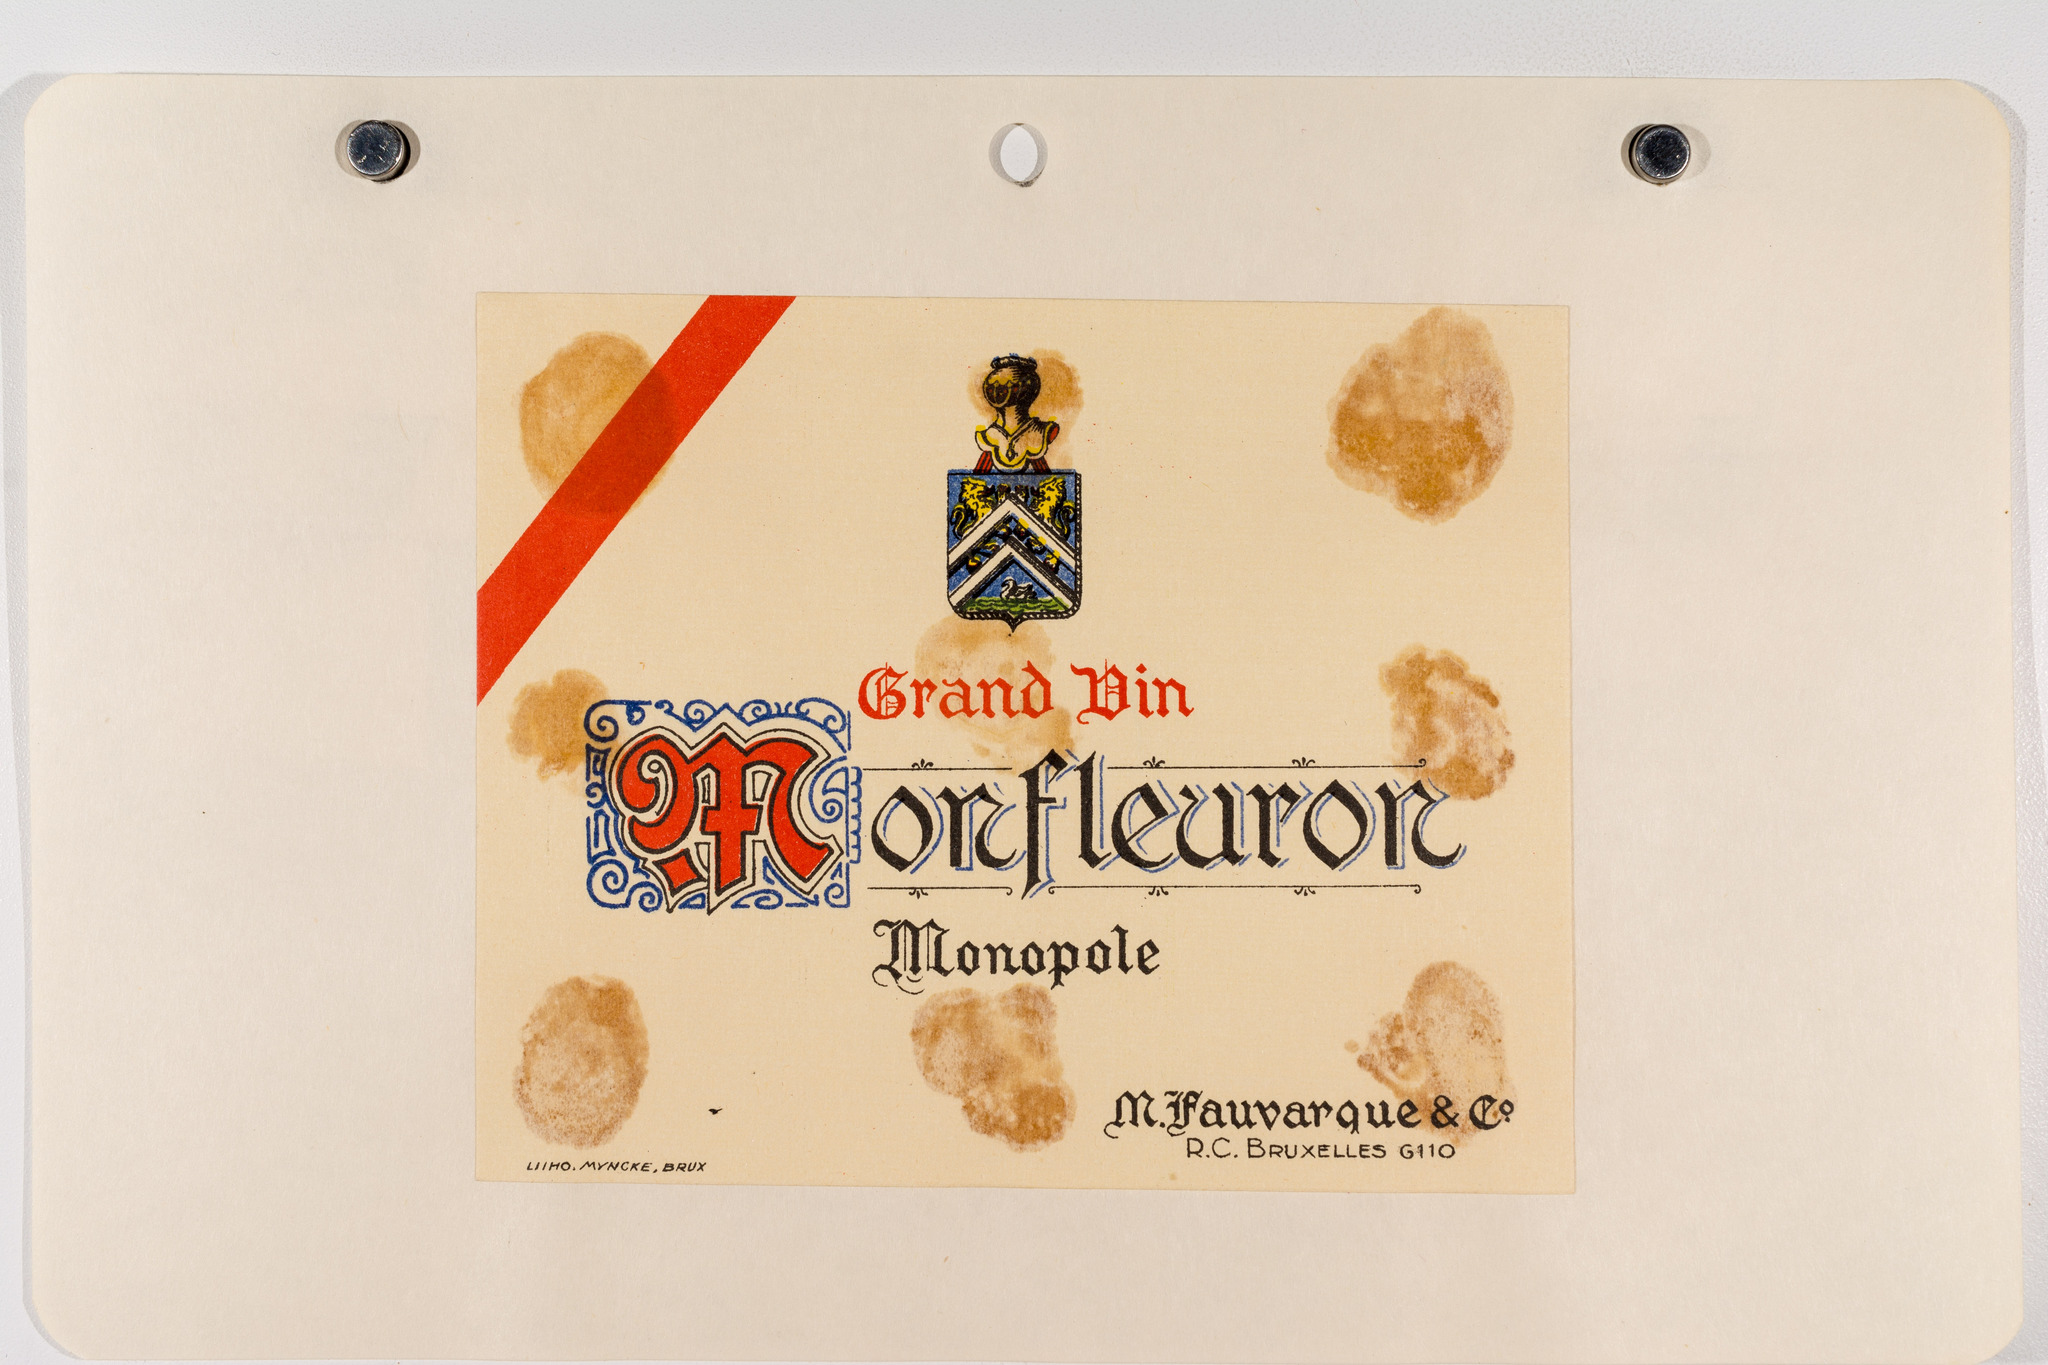 Grand Vin
Monfleuron
Monopole
M. Fauvarque & Co
R.C. BRUXELLES 6110
LITHO. MYNCKE, BRUX